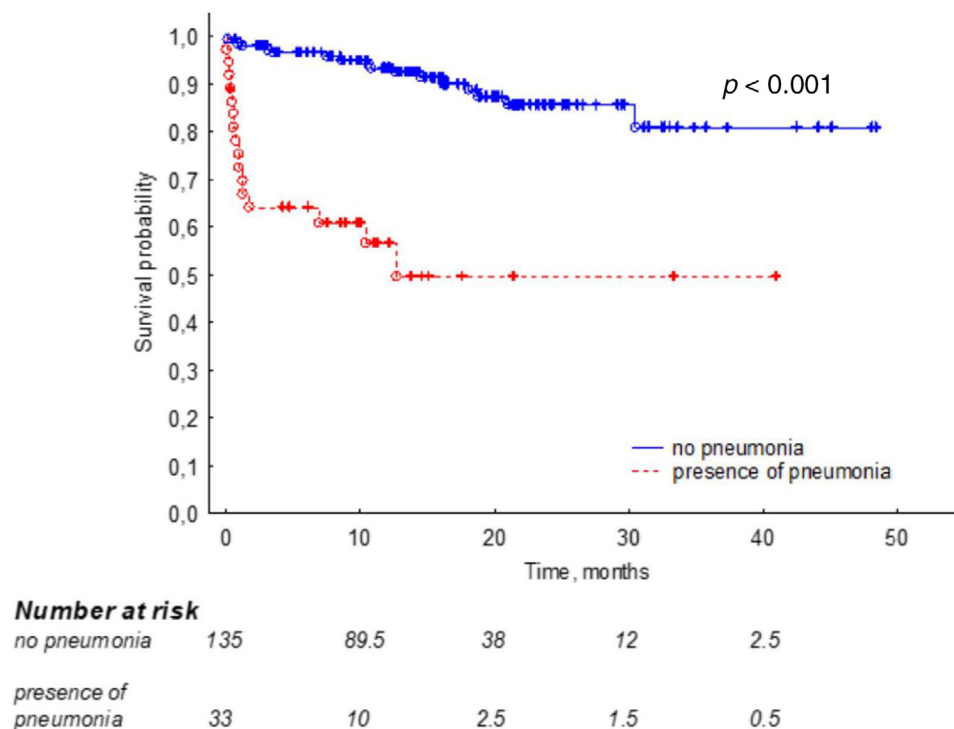 1,0
0,9
0,8
0,7
0,6
0,5
0,4
0,3
0,2
0,1
0,0
Survival probability
p < 0.001
no pneumonia
presence of pneumonia
0 10 20 30 40 50
Time, months
Number at risk
no pneumonia 135 89.5 38 12 2.5
presence of
pneumonia 33 10 2.5 1.5 0.5